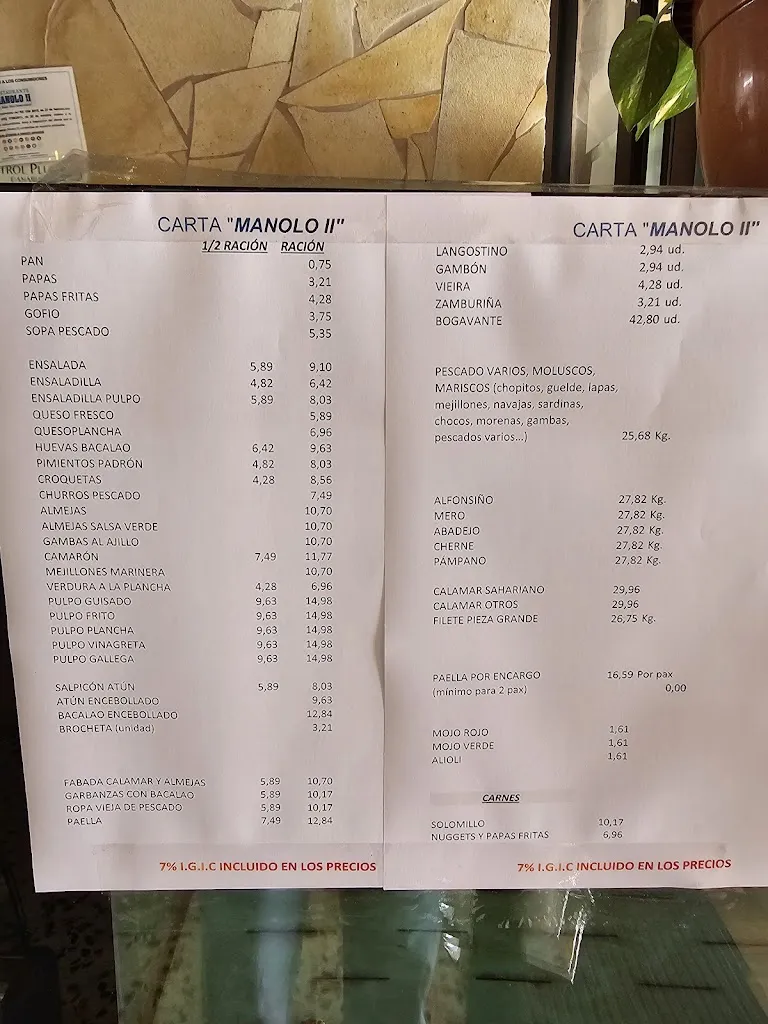 A LOS CONSUMIDORES
MANOLO II
TROL PL
CARTA "MANOLO II"
1/2 RACIÓN RACIÓN
PAN 0,75
PAPAS 3,21
PAPAS FRITAS 4,28
GOFIO 3,75
SOPA PESCADO 5,35
ENSALADA 5,89 9,10
ENSALADILLA 4,82 6,42
ENSALADILLA PULPO 5,89 8,03
QUESO FRESCO 5,89
QUESOPLANCHA 6,96
HUEVAS BACALAO 6,42 9,63
PIMIENTOS PADRÓN 4,82 8,03
CROQUETAS 4,28 8,56
CHURROS PESCADO 7,49
ALMEJAS 10,70
ALMEJAS SALSA VERDE 10,70
GAMBAS AL AJILLO 10,70
CAMARÓN 7,49 11,77
MEJILLONES MARINERA 10,70
VERDURA A LA PLANCHA 4,28 6,96
PULPO GUISADO 9,63 14,98
PULPO FRITO 9,63 14,98
PULPO PLANCHA 9,63 14,98
PULPO VINAGRETA 9,63 14,98
PULPO GALLEGA 9,63 14,98
SALPICÓN ATÚN 5,89 8,03
ATÚN ENCEBOLLADO 9,63
BACALAO ENCEBOLLADO 12,84
BROCHETA (unidad) 3,21
FABADA CALAMAR Y ALMEJAS 5,89 10,70
GARBANZAS CON BACALAO 5,89 10,17
ROPA VIEJA DE PESCADO 5,89 10,17
PAELLA 7,49 12,84
7% I.G.I.C INCLUIDO EN LOS PRECIOS
CARTA "MANOLO II"
LANGOSTINO 2,94 ud.
GAMBÓN 2,94 ud.
VIEIRA 4,28 ud.
ZAMBURIÑA 3,21 ud.
BOGAVANTE 42,80 ud.
PESCADO VARIOS, MOLUSCOS,
MARISCOS (chopitos, guelde, lapas,
mejillones, navajas, sardinas,
chocos, morenas, gambas,
pescados varios...) 25,68 Kg.
ALFONSIÑO 27,82 Kg.
MERO 27,82 Kg.
ABADEJO 27,82 Kg.
CHERNE 27,82 Kg.
PÁMPANO 27,82 Kg.
CALAMAR SAHARIANO 29,96
CALAMAR OTROS 29,96
FILETE PIEZA GRANDE 26,75 Kg.
PAELLA POR ENCARGO 16,59 Por pax
(mínimo para 2 pax) 0,00
MOJO ROJO 1,61
MOJO VERDE 1,61
ALIOLI 1,61
CARNES
SOLOMILLO 10,17
NUGGETS Y PAPAS FRITAS 6,96
7% I.G.I.C INCLUIDO EN LOS PRECIOS